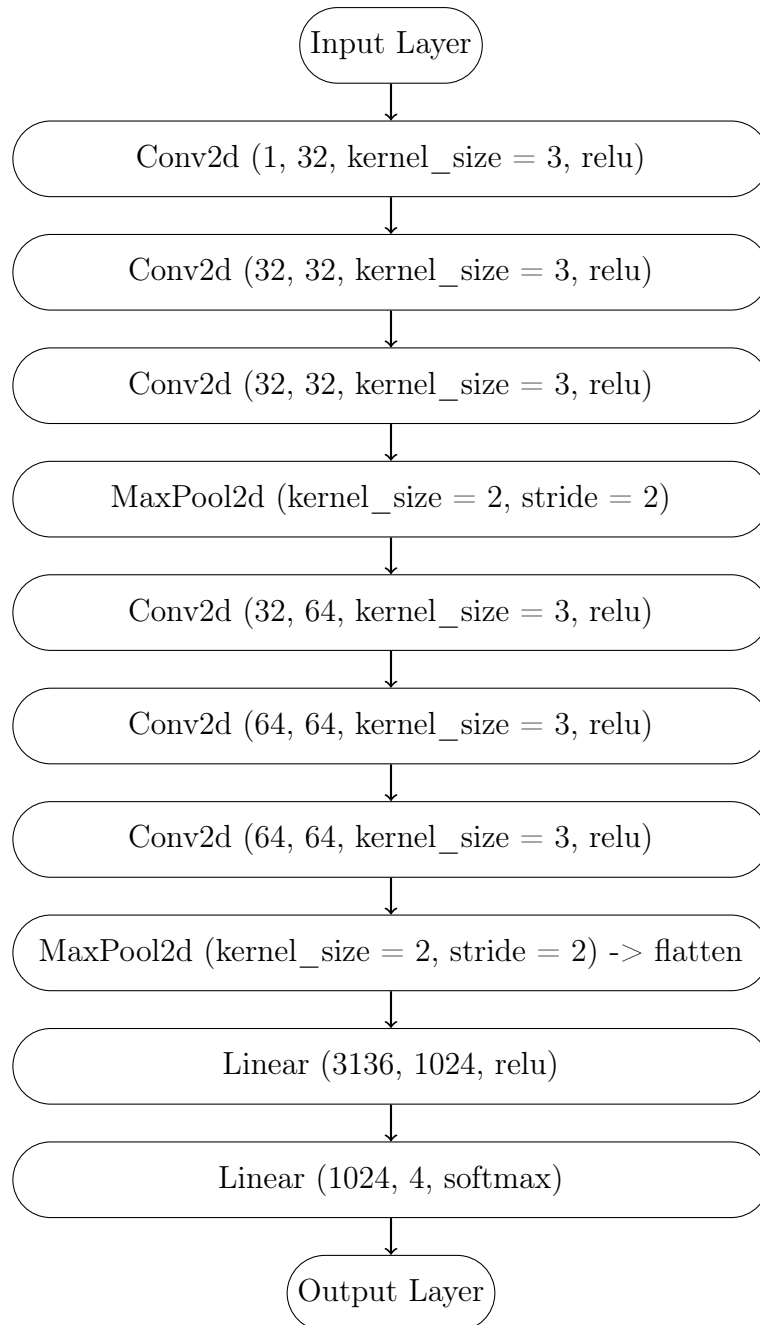 Input Layer
Conv2d (1, 32, kernel_size = 3, relu)
Conv2d (32, 32, kernel_size = 3, relu)
Conv2d (32, 32, kernel_size = 3, relu)
MaxPool2d (kernel_size = 2, stride = 2)
Conv2d (32, 64, kernel_size = 3, relu)
Conv2d (64, 64, kernel_size = 3, relu)
Conv2d (64, 64, kernel_size = 3, relu)
MaxPool2d (kernel_size = 2, stride = 2) -> flatten
Linear (3136, 1024, relu)
Linear (1024, 4, softmax)
Output Layer